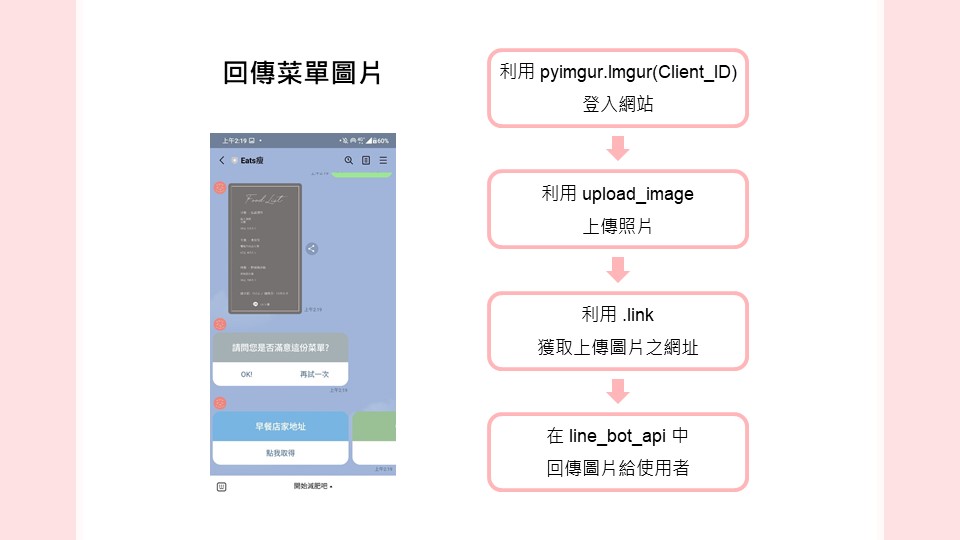 回傳菜單圖片
上午2:19
60%
Eats瘦
Food List
上午2:19
請問您是否滿意這份菜單?
OK!
再試一次
上午2:19
早餐店家地址
點我取得
上午2:19
開始減肥吧
利用 pyimgur.Imgur(Client_ID)
登入網站
利用 upload_image
上傳照片
利用 .link
獲取上傳圖片之網址
在 line_bot_api 中
回傳圖片給使用者